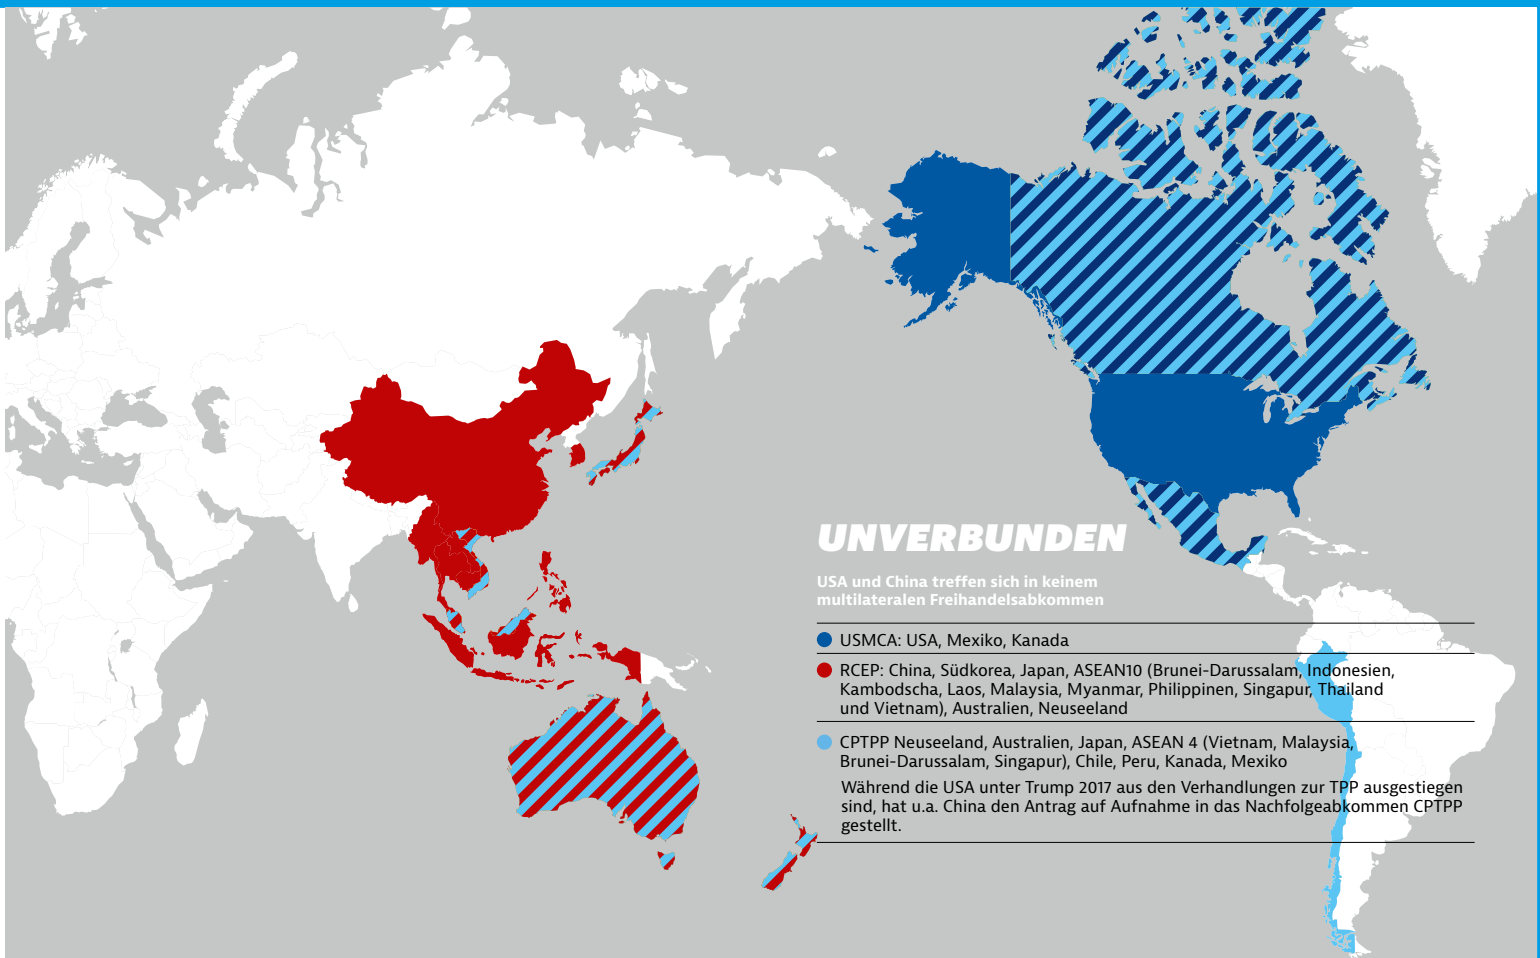 UNVERBUNDEN
USA und China treffen sich in keinem
multilateralen Freihandelsabkommen
USMCA: USA, Mexiko, Kanada
RCEP: China, Südkorea, Japan, ASEAN10 (Brunei-Darussalam, Indonesien,
Kambodscha, Laos, Malaysia, Myanmar, Philippinen, Singapur, Thailand
und Vietnam), Australien, Neuseeland
CPTPP Neuseeland, Australien, Japan, ASEAN 4 (Vietnam, Malaysia,
Brunei-Darussalam, Singapur), Chile, Peru, Kanada, Mexiko
Während die USA unter Trump 2017 aus den Verhandlungen zur TPP ausgestiegen
sind, hat u.a. China den Antrag auf Aufnahme in das Nachfolgeabkommen CPTPP
gestellt.